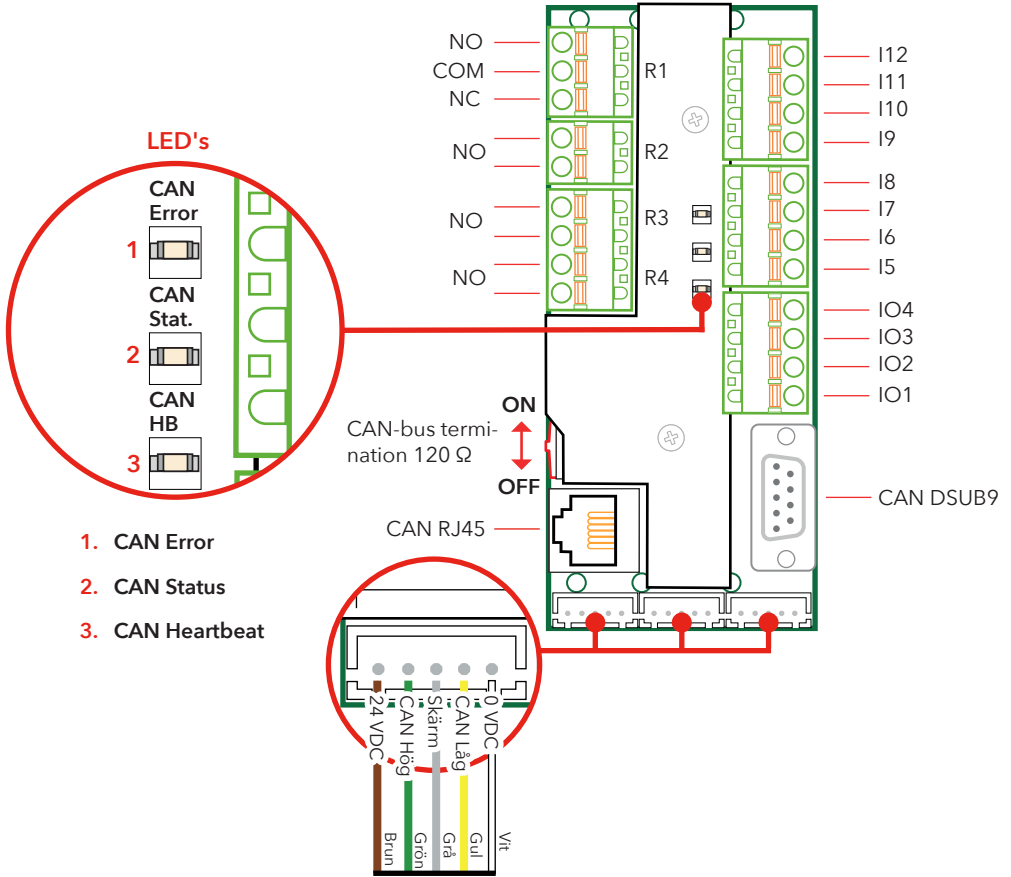 NO
COM
NC
R1
NO
R2
NO
R3
NO
R4
I12
I11
I10
I9
I8
I7
I6
I5
IO4
IO3
IO2
IO1
LED's
CAN
Error
1
CAN
Stat.
2
CAN
HB
3
ON
CAN-bus termi-
nation 120 Ω
OFF
CAN RJ45
CAN DSUB9
1. CAN Error
2. CAN Status
3. CAN Heartbeat
24 VDC
CAN Hög
Skärm
CAN Låg
0 VDC
Brun
Grön
Grå
Gul
Vit